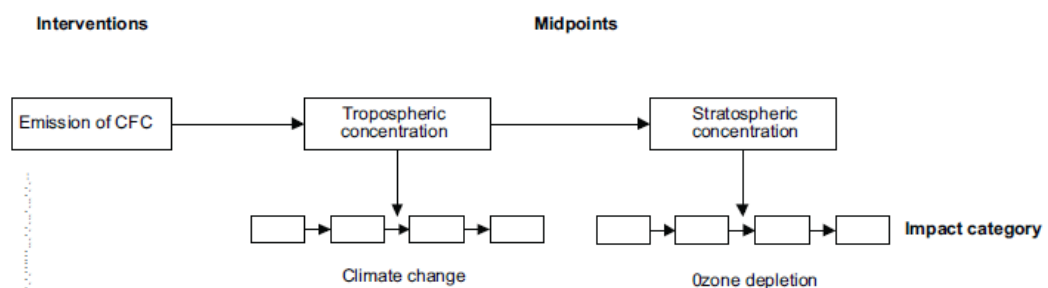 Interventions
Midpoints
Emission of CFC
Tropospheric
concentration
Stratospheric
concentration
Impact category
Climate change
0zone depletion